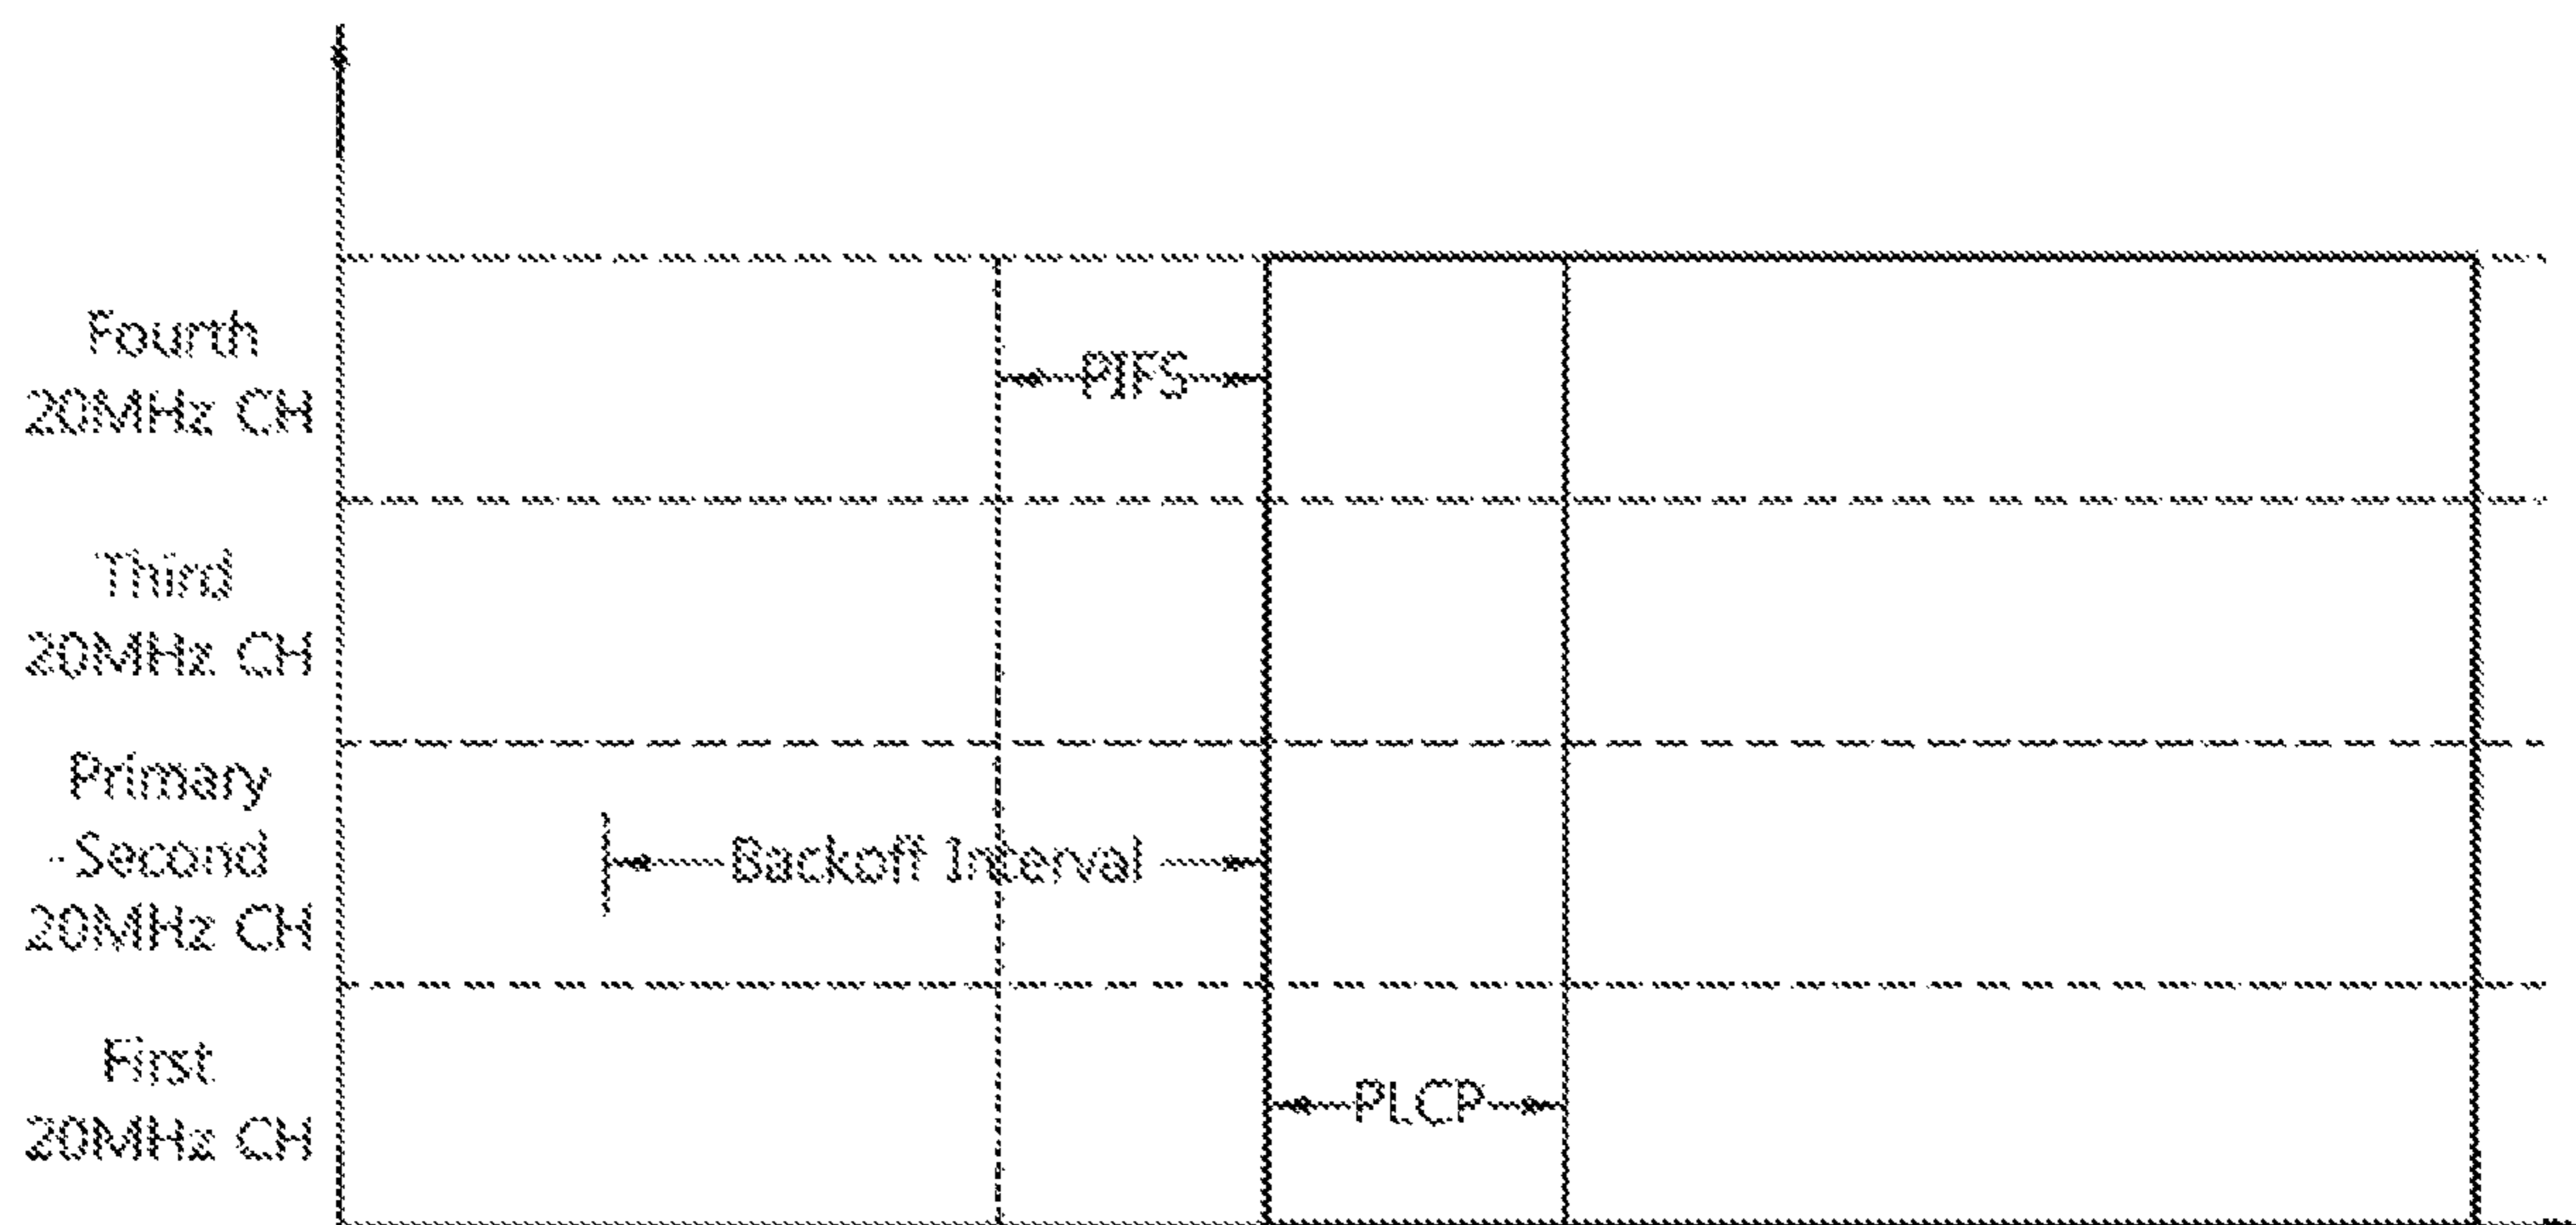 Fourth
20MHz CH
PIFS
Third
20MHz CH
Primary
-Second
20MHz CH
Backoff Interval
First
20MHz CH
PLCP